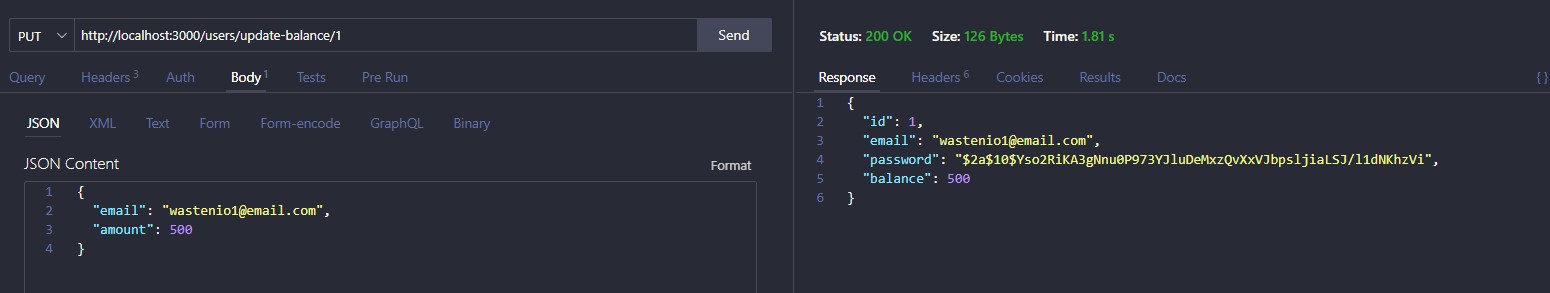 PUT http://localhost:3000/users/update-balance/1 Send
Query Headers 3 Auth Body 1 Tests Pre Run
JSON XML Text Form Form-encode GraphQL Binary
JSON Content Format
1 {
2 "email": "wastenio1@email.com",
3 "amount": 500
4 }
Status: 200 OK Size: 126 Bytes Time: 1.81 s
Response Headers 6 Cookies Results Docs { }
1 {
2 "id": 1,
3 "email": "wastenio1@email.com",
4 "password": "$2a$10$Yso2RiKA3gNnu0P973YJluDeMxzQvXxVJbpsljiaLSJ/l1dNKhzVi",
5 "balance": 500
6 }